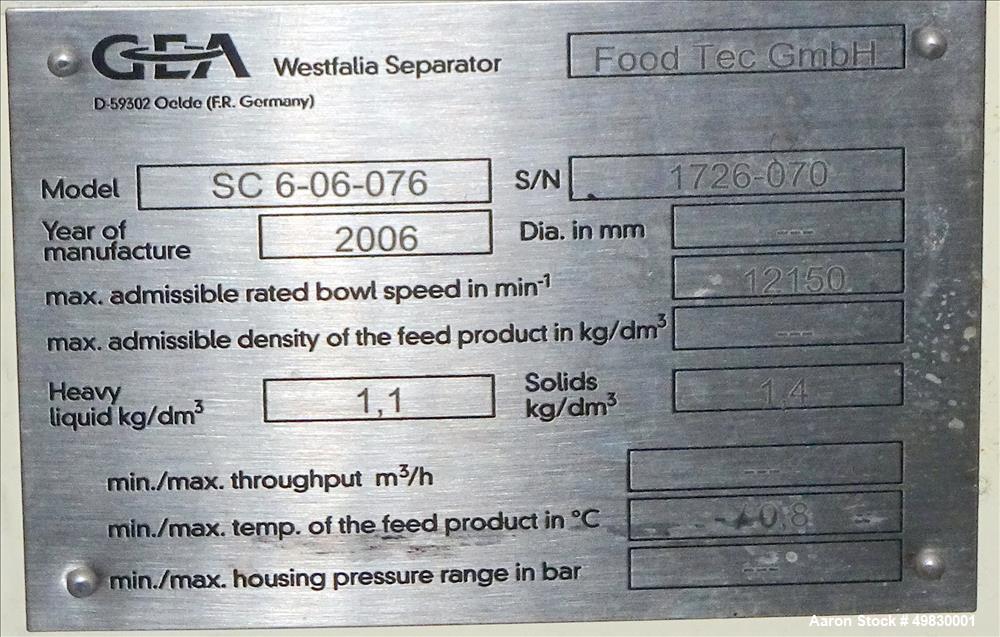 GEA Westfalia Separator Food Tec GmbH
D-59302 Oelde (F.R. Germany)
Model SC 6-06-076 S/N 1726-070
Year of manufacture 2006 Dia. in mm ---
max. admissible rated bowl speed in min-1 12150
max. admissible density of the feed product in kg/dm3 ---
Heavy liquid kg/dm3 1,1 Solids kg/dm3 1,4
min./max. throughput m3/h ---
min./max. temp. of the feed product in °C
min./max. housing pressure range in bar ---
Aaron Stock # 49830001